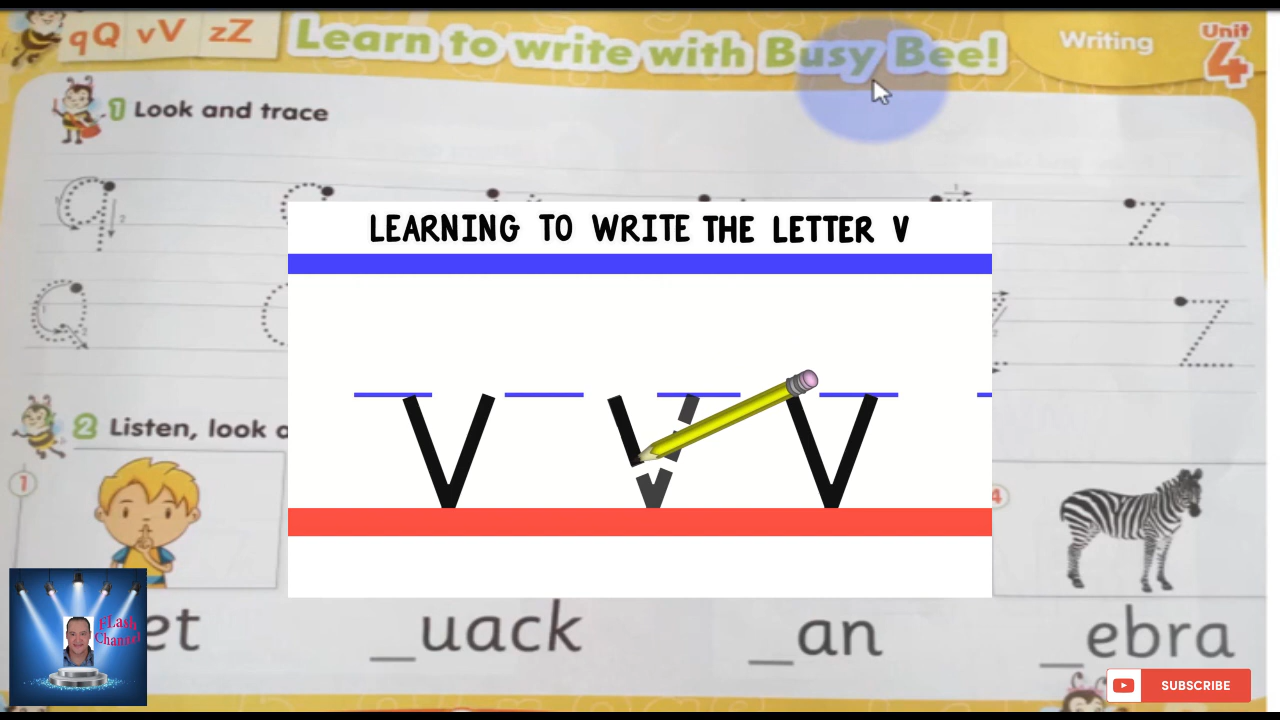 qQ vV zZ
Learn to write with Busy Bee!
Writing
Unit
4
1 Look and trace
q
z
Q
Z
LEARNING TO WRITE THE LETTER V
V V V
2 Listen, look
1
4
et
_uack
_an
_ebra
FLash
Channel
SUBSCRIBE